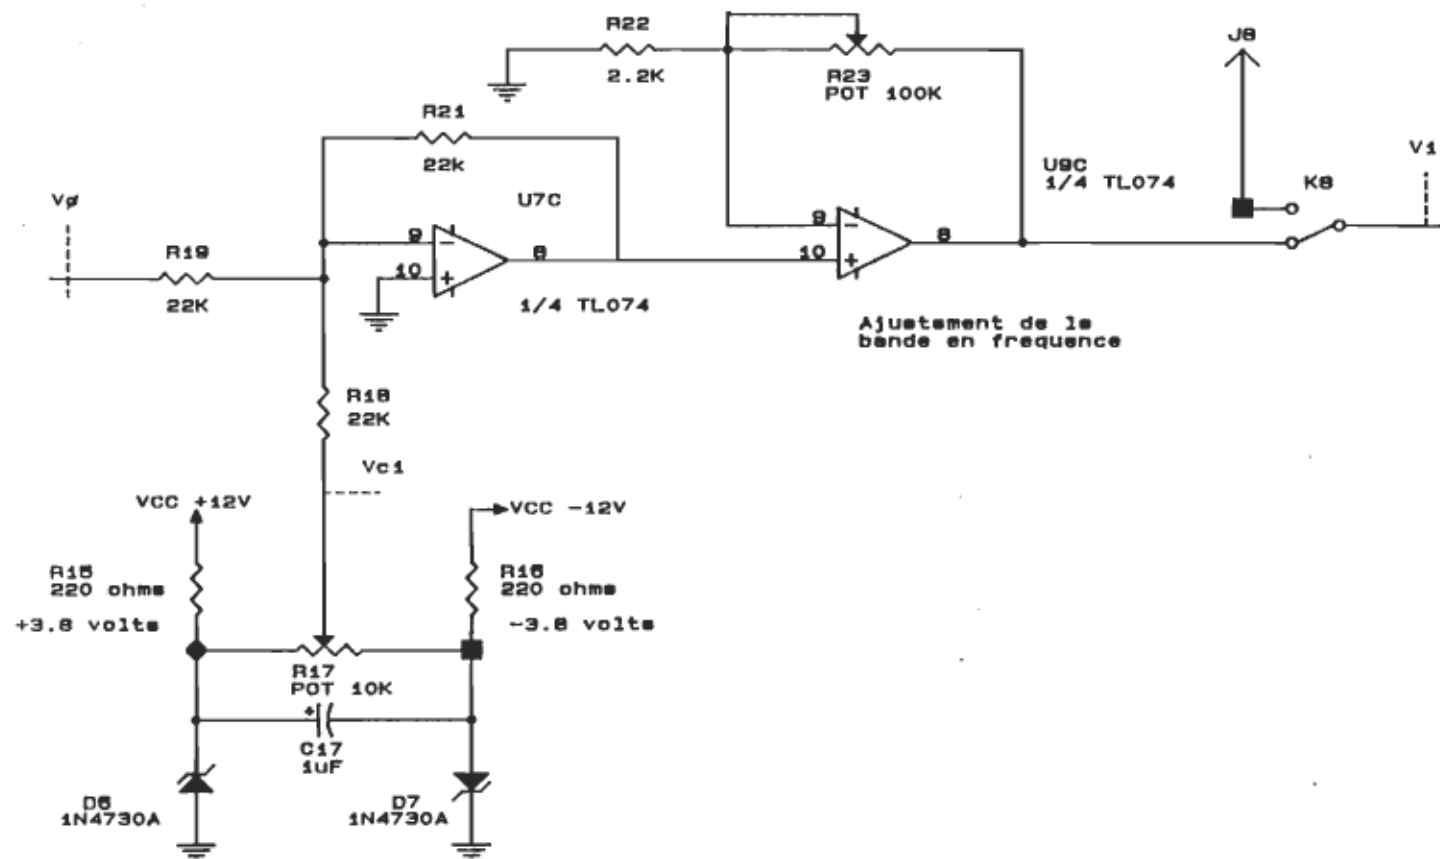 R22
2.2K
R23
POT 100K
J8
R21
22k
U7C
U9C
1/4 TL074
V1
K8
Vø
R19
22K
9
10
8
1/4 TL074
9
10
8
Ajustement de la
bande en frequence
R18
22K
Vc1
VCC +12V
VCC -12V
R15
220 ohms
+3.8 volts
R16
220 ohms
-3.8 volts
R17
POT 10K
+
C17
1uF
D6
1N4730A
D7
1N4730A